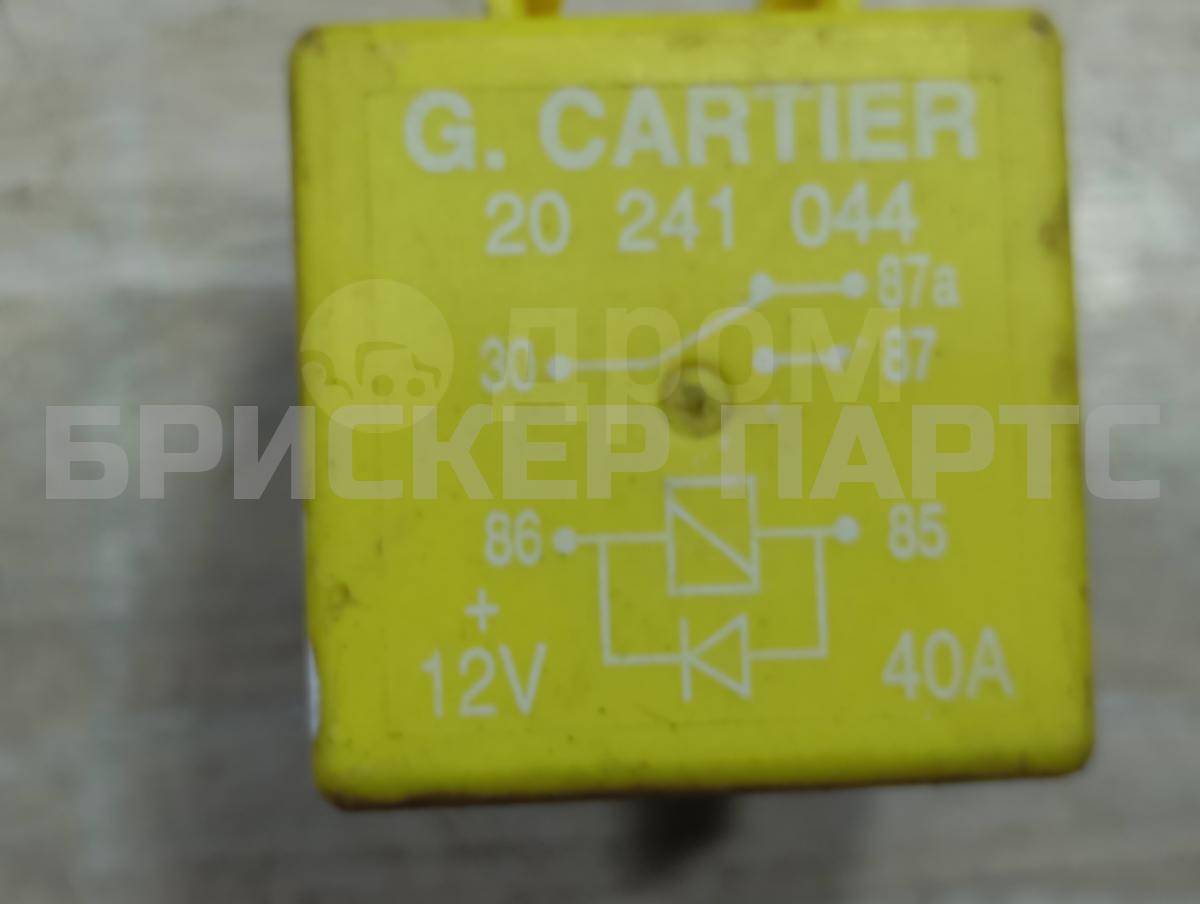 G. CARTIER
20 241 044
87a
30
87
дром
БРИСКЕР ПАРТС
86
85
+
12V
40A